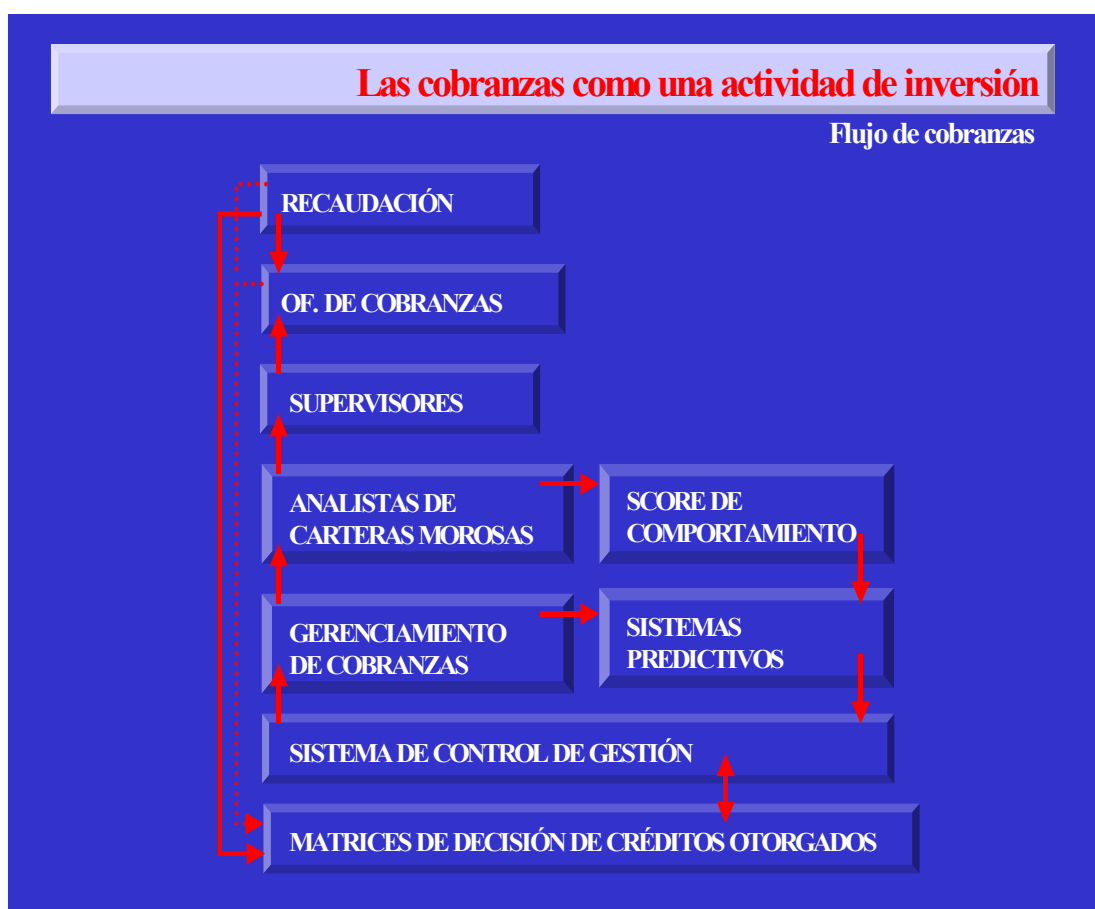 Las cobranzas como una actividad de inversión
Flujo de cobranzas
RECAUDACIÓN
OF. DE COBRANZAS
SUPERVISORES
ANALISTAS DE
CARTERAS MOROSAS
SCORE DE
COMPORTAMIENTO
GERENCIAMIENTO
DE COBRANZAS
SISTEMAS
PREDICTIVOS
SISTEMA DE CONTROL DE GESTIÓN
MATRICES DE DECISIÓN DE CRÉDITOS OTORGADOS